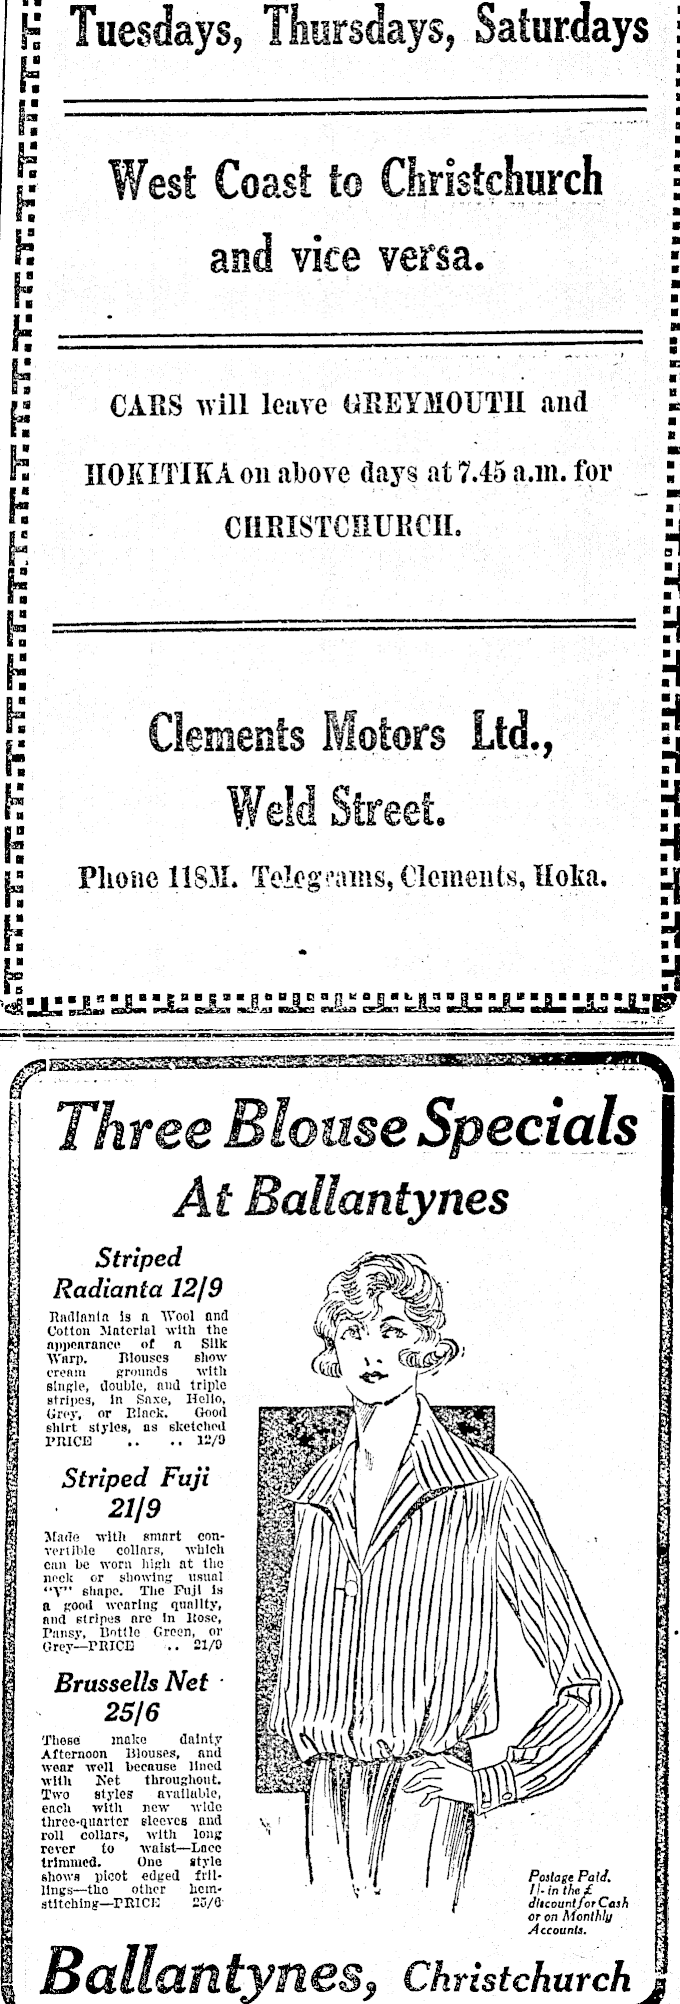 Tuesdays, Thursdays, Saturdays
West Coast to Christchurch
and vice versa.
CARS will leave GREYMOUTH and
HOKITIKA on above days at 7.45 a.m. for
CHRISTCHURCH.
Clements Motors Ltd.,
Weld Street.
Phone 118M. Telegrams, Clements, Hoka.
Three Blouse Specials
At Ballantynes
Striped
Radianta 12/9
Radianta is a Wool and
Cotton Material with the
appearance of a Silk
Warp. Blouses show
cream grounds with
single, double, and triple
stripes, in Saxe, Helio,
Grey, or Black. Good
shirt styles, as sketched
PRICE .. .. 12/9
Striped Fuji
21/9
Made with smart con-
vertible collars, which
can be worn high at the
neck or showing usual
"V" shape. The Fuji is
a good wearing quality,
and stripes are in Rose,
Pansy, Bottle Green, or
Grey—PRICE .. 21/9
Brussells Net
25/6
These make dainty
Afternoon Blouses, and
wear well because lined
with Net throughout.
Two styles available,
each with new wide
three-quarter sleeves and
roll collars, with long
rever to waist—Lace
trimmed. One style
shows picot edged fril-
lings—the other hem-
stitching—PRICE 25/6
Postage Paid.
1/- in the £
discount for Cash
or on Monthly
Accounts.
Ballantynes, Christchurch